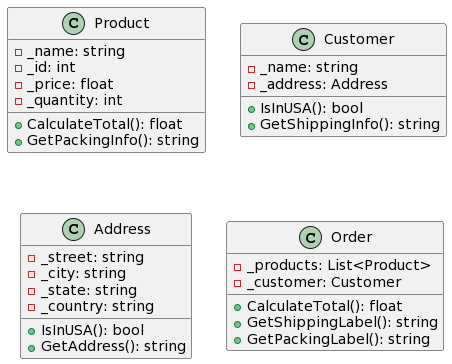 C Product
_name: string
_id: int
_price: float
_quantity: int
CalculateTotal(): float
GetPackingInfo(): string
C Customer
_name: string
_address: Address
IsInUSA(): bool
GetShippingInfo(): string
C Address
_street: string
_city: string
_state: string
_country: string
IsInUSA(): bool
GetAddress(): string
C Order
_products: List<Product>
_customer: Customer
CalculateTotal(): float
GetShippingLabel(): string
GetPackingLabel(): string